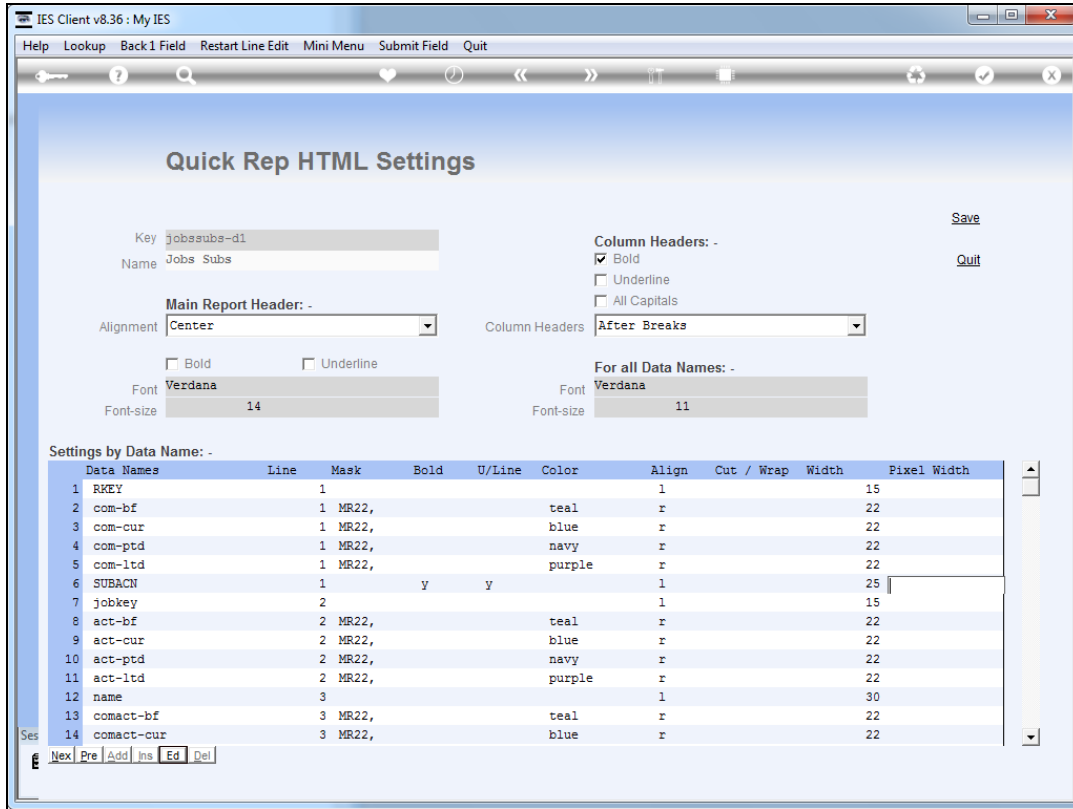 IES Client v8.36 : My IES
Help Lookup Back 1 Field Restart Line Edit Mini Menu Submit Field Quit
Quick Rep HTML Settings
Save
Key jobssubs-d1
Column Headers: -
Name Jobs Subs
Bold
Quit
Underline
Main Report Header: -
All Capitals
Alignment Center
Column Headers After Breaks
Bold Underline
For all Data Names: -
Font Verdana
Font Verdana
Font-size 14
Font-size 11
Settings by Data Name: -
Data Names Line Mask Bold U/Line Color Align Cut / Wrap Width Pixel Width
1 RKEY 1 l 15
2 com-bf 1 MR22, teal r 22
3 com-cur 1 MR22, blue r 22
4 com-ptd 1 MR22, navy r 22
5 com-ltd 1 MR22, purple r 22
6 SUBACN 1 y y l 25
7 jobkey 2 l 15
8 act-bf 2 MR22, teal r 22
9 act-cur 2 MR22, blue r 22
10 act-ptd 2 MR22, navy r 22
11 act-ltd 2 MR22, purple r 22
12 name 3 l 30
13 comact-bf 3 MR22, teal r 22
14 comact-cur 3 MR22, blue r 22
Ses
Nex Pre Add Ins Ed Del